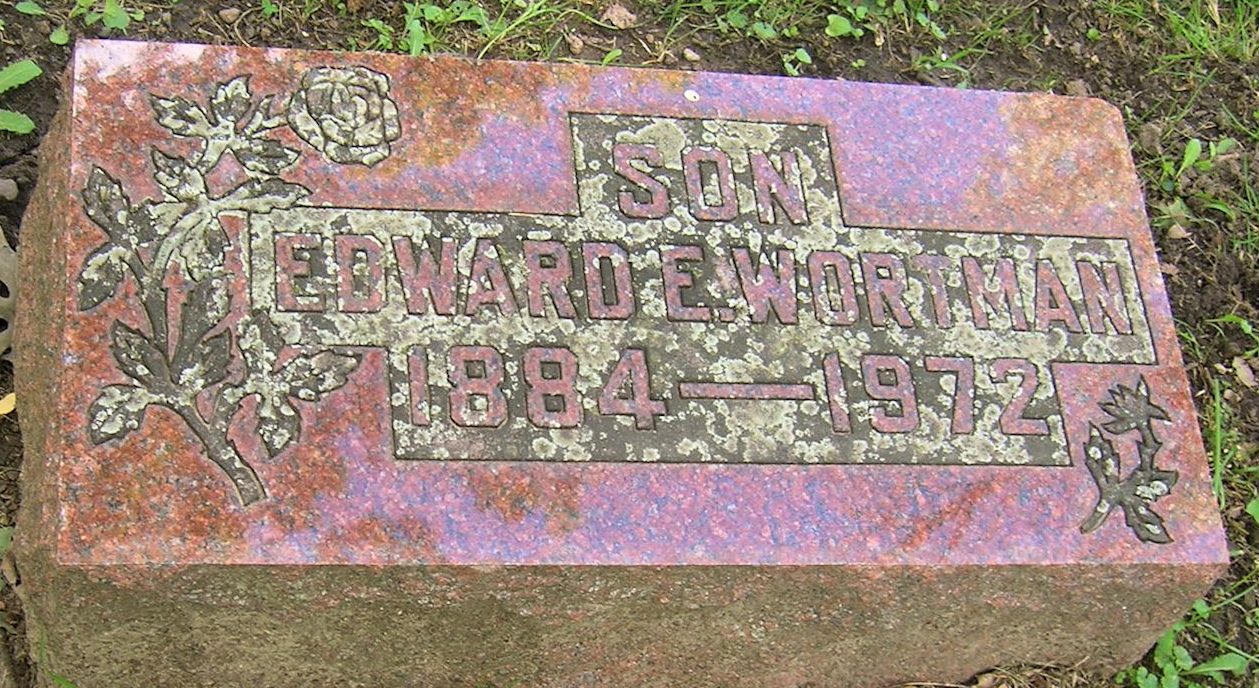 SON
EDWARD E. WORTMAN
1884—1972